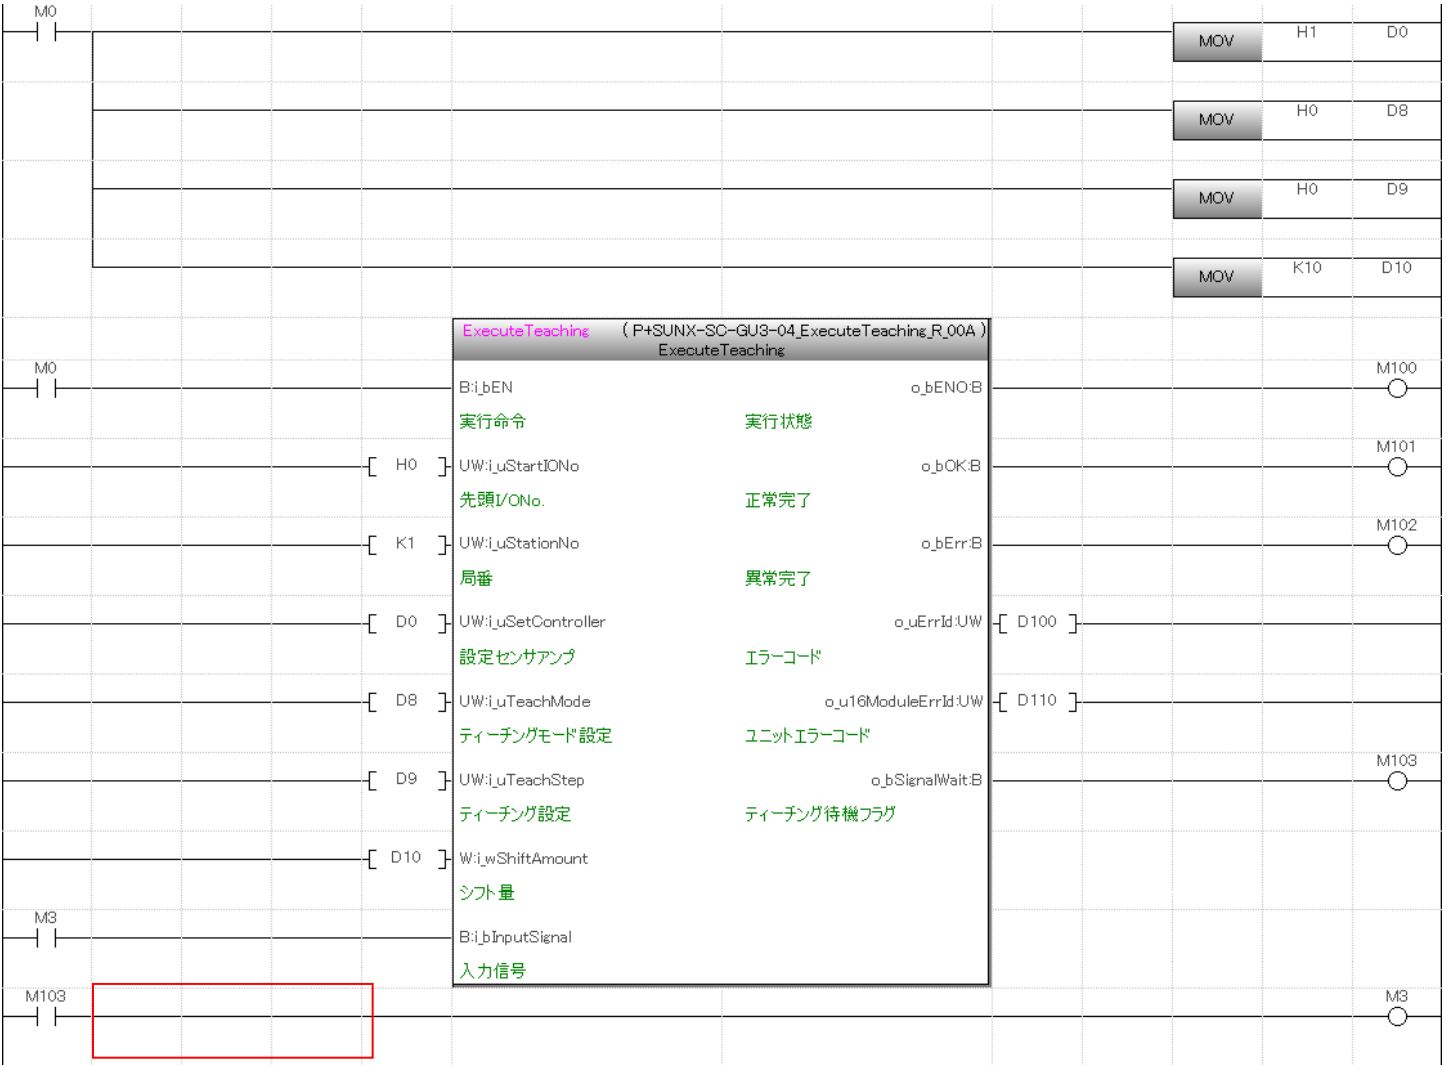 M0
MOV H1 D0
MOV H0 D8
MOV H0 D9
MOV K10 D10
ExecuteTeaching (P+SUNX-SC-GU3-04_ExecuteTeaching_R_00A)
ExecuteTeaching
M0 B:i_bEN o_bENO:B M100
実行命令 実行状態
H0 UW:i_uStartIONo o_bOK:B M101
先頭I/ONo. 正常完了
K1 UW:i_uStationNo o_bErr:B M102
局番 異常完了
D0 UW:i_uSetController o_uErrId:UW D100
設定センサアンプ エラーコード
D8 UW:i_uTeachMode o_u16ModuleErrId:UW D110
ティーチングモード設定 ユニットエラーコード
D9 UW:i_uTeachStep o_bSignalWait:B M103
ティーチング設定 ティーチング待機フラグ
D10 W:i_wShiftAmount
シフト量
M3 B:i_bInputSignal
入力信号
M103 M3